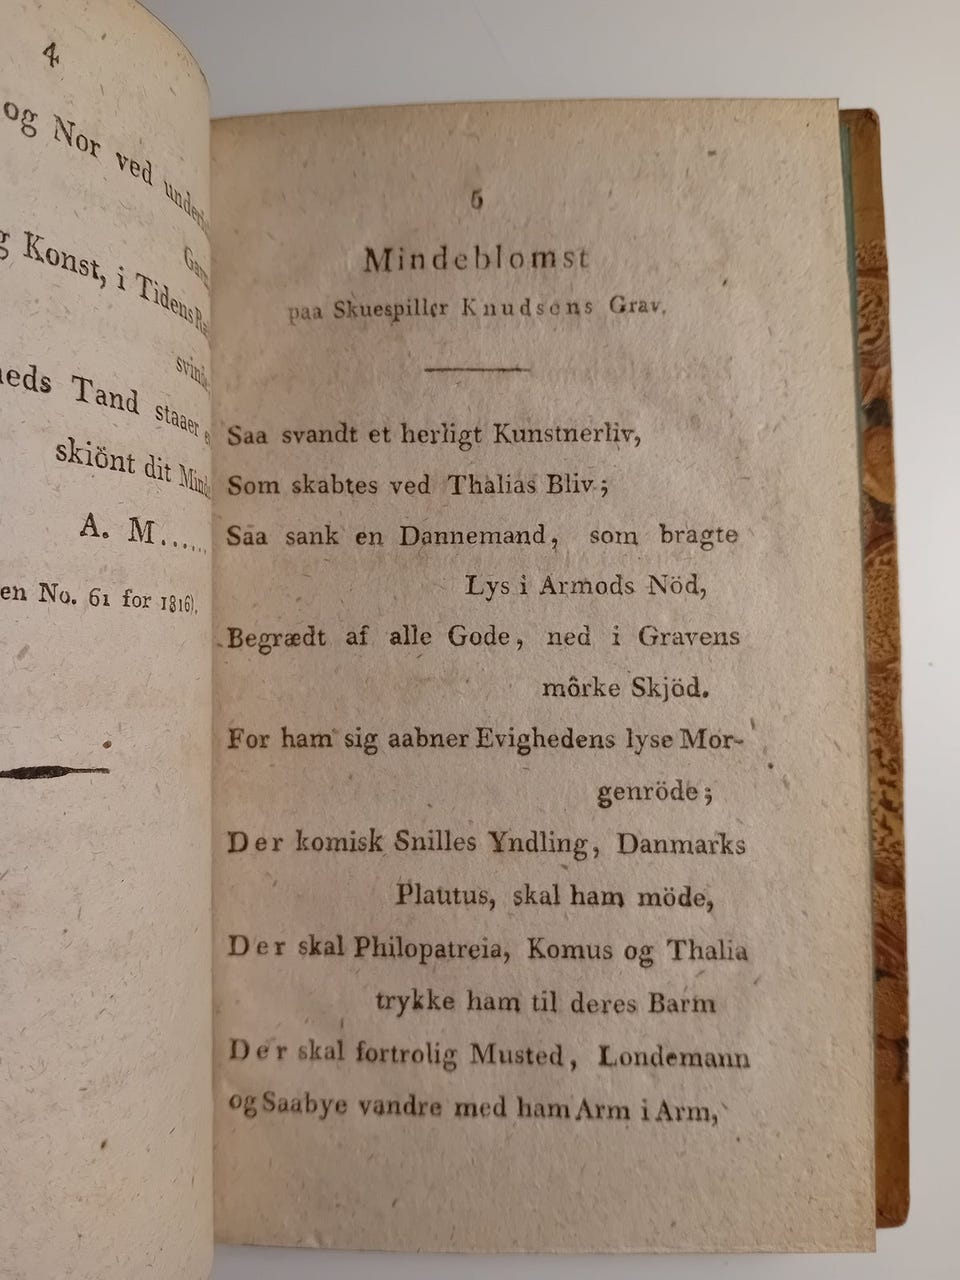 4
og Nor ved
Konst, i Tidens
Tand staaer
skiönt dit
A. M......
en No. 61 for 1816),
5
Mindeblomst
paa Skuespiller Knudsens Grav.
Saa svandt et herligt Kunstnerliv,
Som skabtes ved Thalias Bliv;
Saa sank en Dannemand, som bragte
Lys i Armods Nöd,
Begrædt af alle Gode, ned i Gravens
mörke Skjöd.
For ham sig aabner Evighedens lyse Mor-
genröde;
Der komisk Snilles Yndling, Danmarks
Plautus, skal ham möde,
Der skal Philopatreia, Komus og Thalia
trykke ham til deres Barm
Der skal fortrolig Musted, Londemann
og Saabye vandre med ham Arm i Arm,